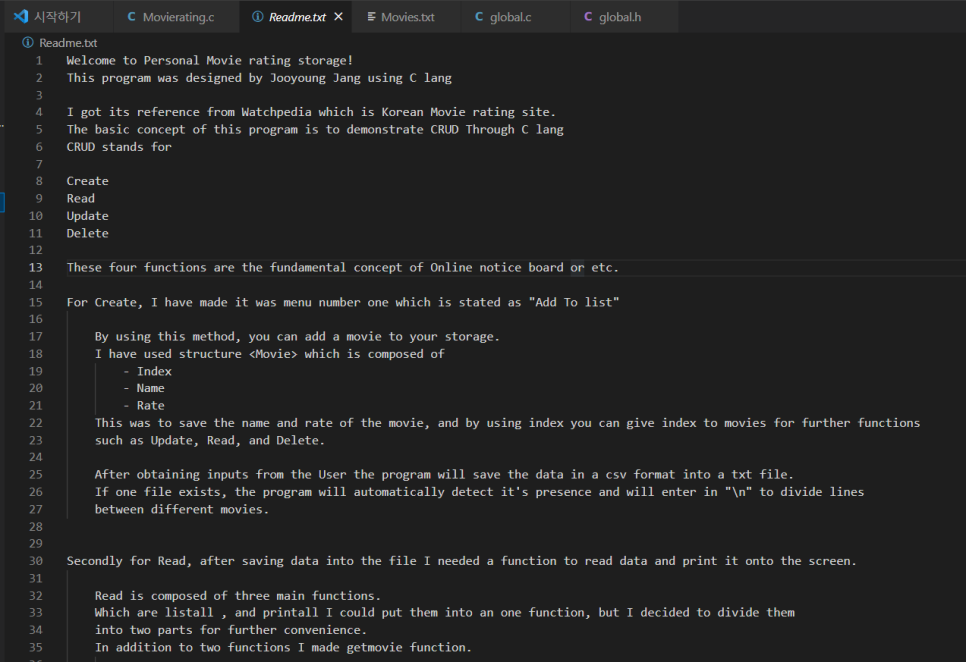 시작하기
Movierating.c
Readme.txt
Movies.txt
global.c
global.h
Readme.txt
1 Welcome to Personal Movie rating storage!
2 This program was designed by Jooyoung Jang using C lang
3
4 I got its reference from Watchpedia which is Korean Movie rating site.
5 The basic concept of this program is to demonstrate CRUD Through C lang
6 CRUD stands for
7
8 Create
9 Read
10 Update
11 Delete
12
13 These four functions are the fundamental concept of Online notice board or etc.
14
15 For Create, I have made it was menu number one which is stated as "Add To list"
16
17 By using this method, you can add a movie to your storage.
18 I have used structure <Movie> which is composed of
19 - Index
20 - Name
21 - Rate
22 This was to save the name and rate of the movie, and by using index you can give index to movies for further functions
23 such as Update, Read, and Delete.
24
25 After obtaining inputs from the User the program will save the data in a csv format into a txt file.
26 If one file exists, the program will automatically detect it's presence and will enter in "\n" to divide lines
27 between different movies.
28
29
30 Secondly for Read, after saving data into the file I needed a function to read data and print it onto the screen.
31
32 Read is composed of three main functions.
33 Which are listall , and printall I could put them into an one function, but I decided to divide them
34 into two parts for further convenience.
35 In addition to two functions I made getmovie function.